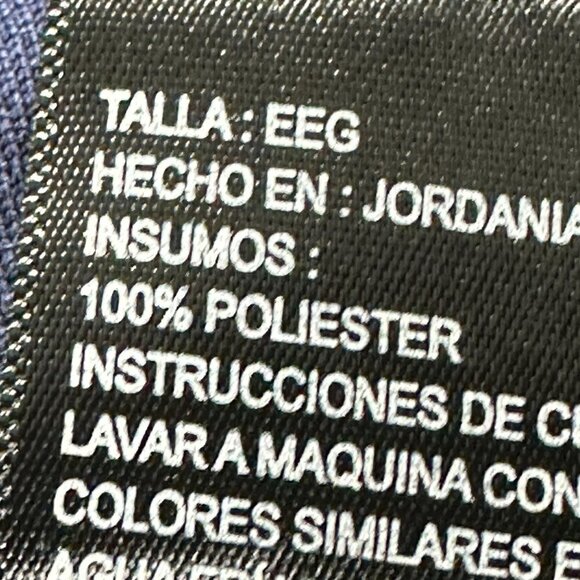 TALLA : EEG
HECHO EN : JORDANIA
INSUMOS :
100% POLIESTER
INSTRUCCIONES DE
LAVAR A MAQUINA CON
COLORES SIMILARES